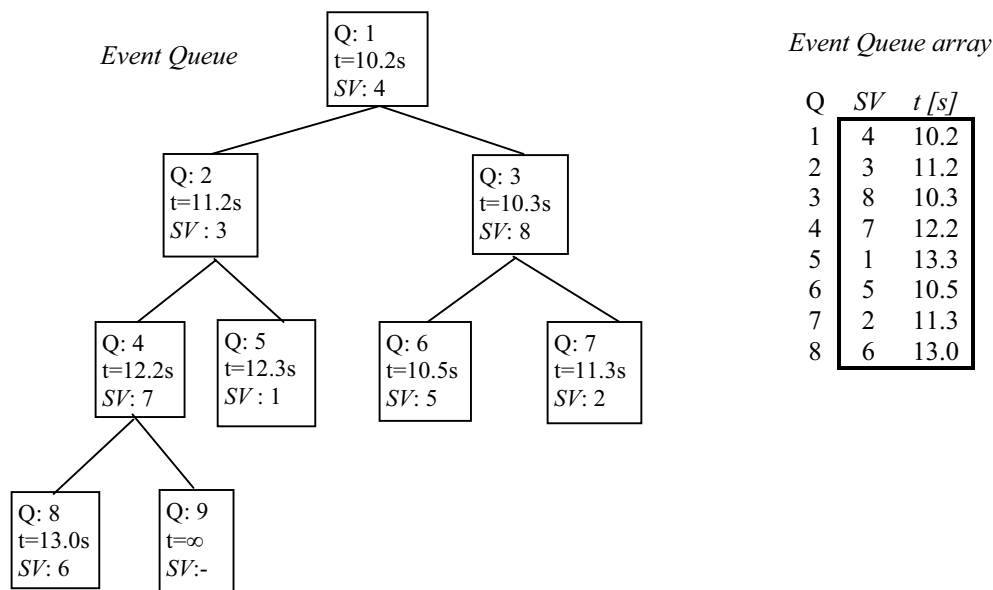 Event Queue
Q: 1
t=10.2s
SV: 4
Q: 2
t=11.2s
SV : 3
Q: 3
t=10.3s
SV: 8
Q: 4
t=12.2s
SV: 7
Q: 5
t=12.3s
SV : 1
Q: 6
t=10.5s
SV: 5
Q: 7
t=11.3s
SV: 2
Q: 8
t=13.0s
SV: 6
Q: 9
t=∞
SV:-
Event Queue array
Q SV t [s]
1 4 10.2
2 3 11.2
3 8 10.3
4 7 12.2
5 1 13.3
6 5 10.5
7 2 11.3
8 6 13.0